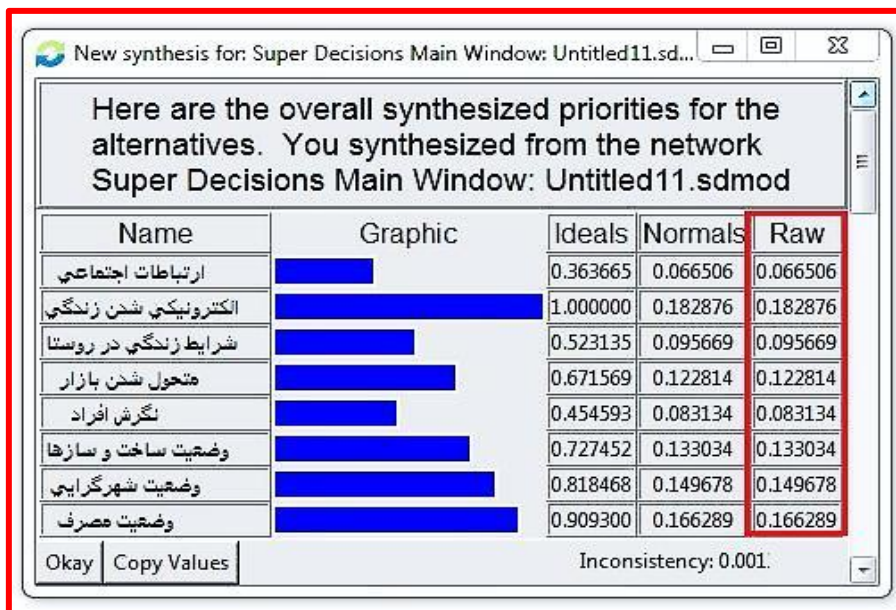 New synthesis for: Super Decisions Main Window: Untitled11.sd...
Here are the overall synthesized priorities for the
alternatives. You synthesized from the network
Super Decisions Main Window: Untitled11.sdmod
Name Graphic Ideals Normals Raw
ارتباطات اجتماعي 0.363665 0.066506 0.066506
الكترونيكي شدن زندگي 1.000000 0.182876 0.182876
شرايط زندگي در روستا 0.523135 0.095669 0.095669
متحول شدن بازار 0.671569 0.122814 0.122814
نگرش افراد 0.454593 0.083134 0.083134
وضعيت ساخت و سازها 0.727452 0.133034 0.133034
وضعيت شهرگرايي 0.818468 0.149678 0.149678
وضعيت مصرف 0.909300 0.166289 0.166289
Okay Copy Values Inconsistency: 0.001